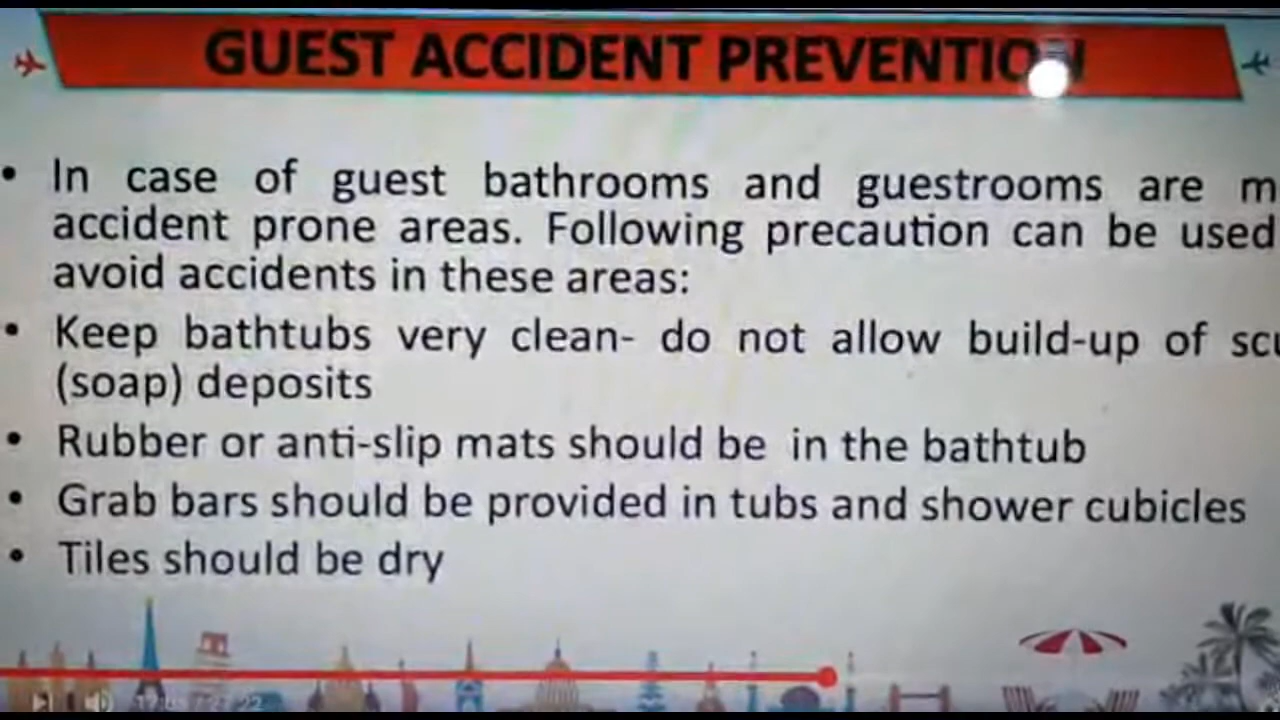 GUEST ACCIDENT PREVENTION
• In case of guest bathrooms and guestrooms are
accident prone areas. Following precaution can be used
avoid accidents in these areas:
• Keep bathtubs very clean- do not allow build-up of
(soap) deposits
• Rubber or anti-slip mats should be in the bathtub
• Grab bars should be provided in tubs and shower cubicles
• Tiles should be dry